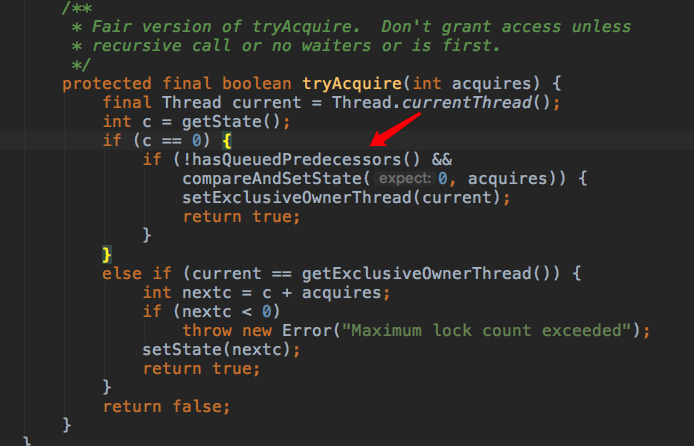 /**
* Fair version of tryAcquire. Don't grant access unless
* recursive call or no waiters or is first.
*/
protected final boolean tryAcquire(int acquires) {
final Thread current = Thread.currentThread();
int c = getState();
if (c == 0) {
if (!hasQueuedPredecessors() &&
compareAndSetState( expect: 0, acquires)) {
setExclusiveOwnerThread(current);
return true;
}
}
else if (current == getExclusiveOwnerThread()) {
int nextc = c + acquires;
if (nextc < 0)
throw new Error("Maximum lock count exceeded");
setState(nextc);
return true;
}
return false;
}
}